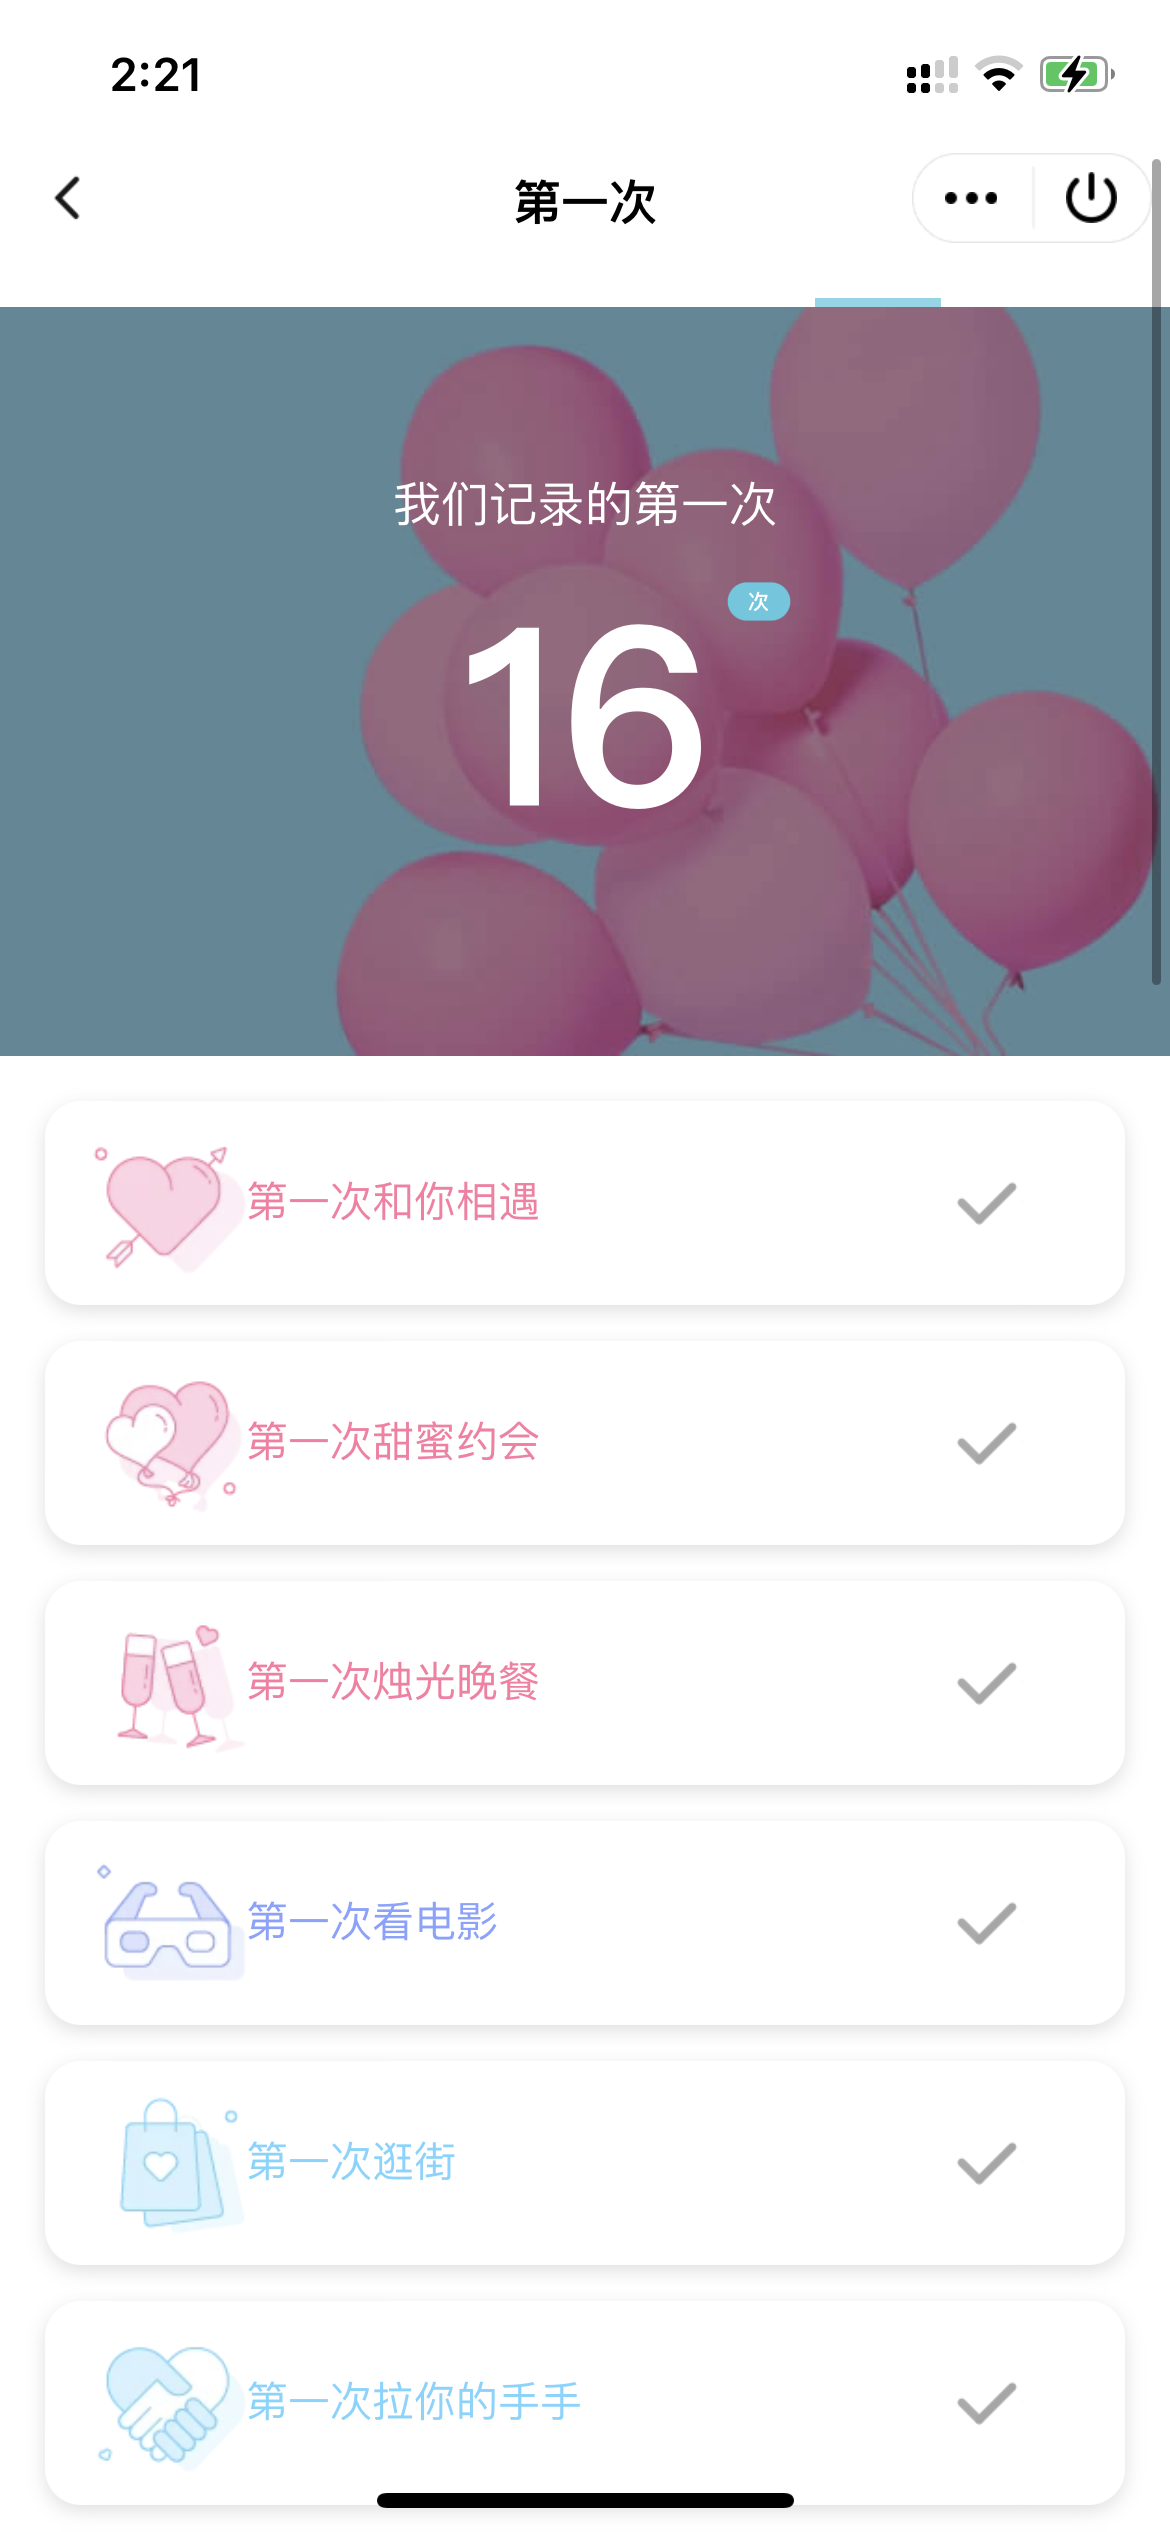 2:21
第一次
我们记录的第一次
16
次
第一次和你相遇
第一次甜蜜约会
第一次烛光晚餐
第一次看电影
第一次逛街
第一次拉你的手手